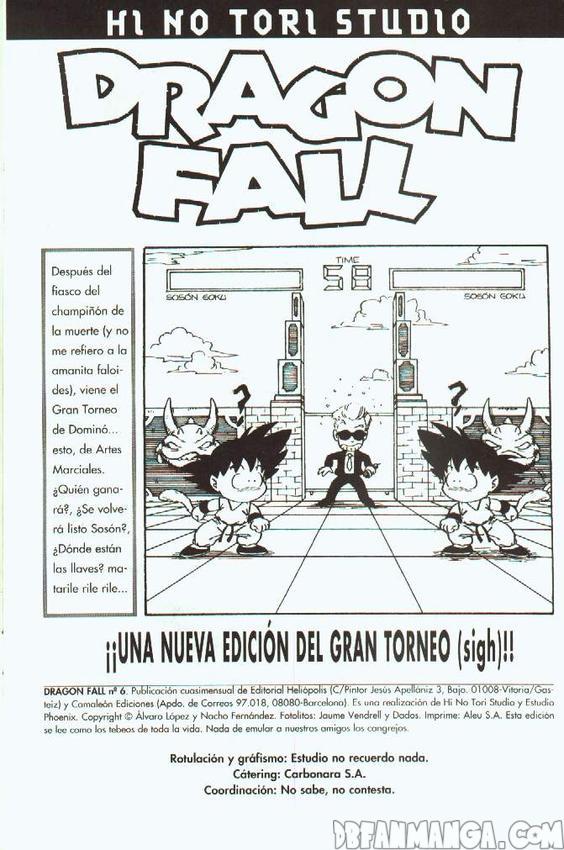 HI NO TORI STUDIO
DRAGON
FALL
Después del
fiasco del
champiñón de
la muerte (y no
me refiero a la
amanita faloi-
des), viene el
Gran Torneo
de Dominó...
esto, de Artes
Marciales.
¿Quién gana-
rá?, ¿Se volve-
rá listo Sosón?,
¿Dónde están
las llaves? ma-
tarile rile rile...
TIME
58
SOSÓN GOKU
SOSÓN GOKU
?
?
¡¡UNA NUEVA EDICIÓN DEL GRAN TORNEO (sigh)!!
DRAGON FALL nº 6. Publicación cuasimensual de Editorial Heliópolis (C/Pintor Jesús Apellániz 3, Bajo. 01008-Vitoria/Gas-
teiz) y Camaleón Ediciones (Apdo. de Correos 97.018, 08080-Barcelona). Es una realización de Hi No Tori Studio y Estudio
Phoenix. Copyright © Álvaro López y Nacho Fernández. Fotolitos: Jaume Vendrell y Dados. Imprime: Aleu S.A. Esta edición
se lee como los tebeos de toda la vida. Nada de emular a nuestros amigos los cangrejos.
Rotulación y gráfismo: Estudio no recuerdo nada.
Cátering: Carbonara S.A.
Coordinación: No sabe, no contesta.
DBFANMANGA.COM